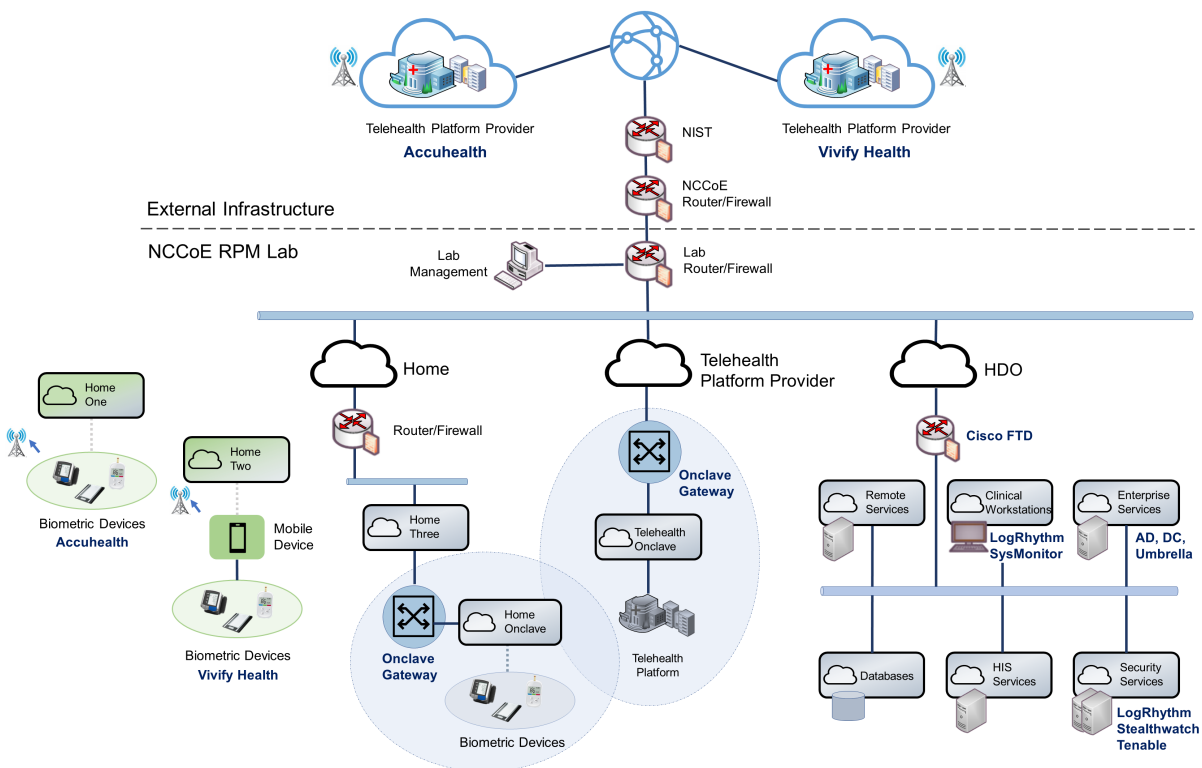 Telehealth Platform Provider
Accuhealth
Telehealth Platform Provider
Vivify Health
NIST
NCCoE
Router/Firewall
External Infrastructure
NCCoE RPM Lab
Lab
Management
Lab
Router/Firewall
Home
Telehealth
Platform Provider
HDO
Home
One
Biometric Devices
Accuhealth
Home
Two
Mobile
Device
Biometric Devices
Vivify Health
Router/Firewall
Home
Three
Onclave
Gateway
Home
Onclave
Biometric Devices
Onclave
Gateway
Telehealth
Onclave
Telehealth
Platform
Cisco FTD
Remote
Services
Clinical
Workstations
LogRhythm
SysMonitor
Enterprise
Services
AD, DC,
Umbrella
Databases
HIS
Services
Security
Services
LogRhythm
Stealthwatch
Tenable